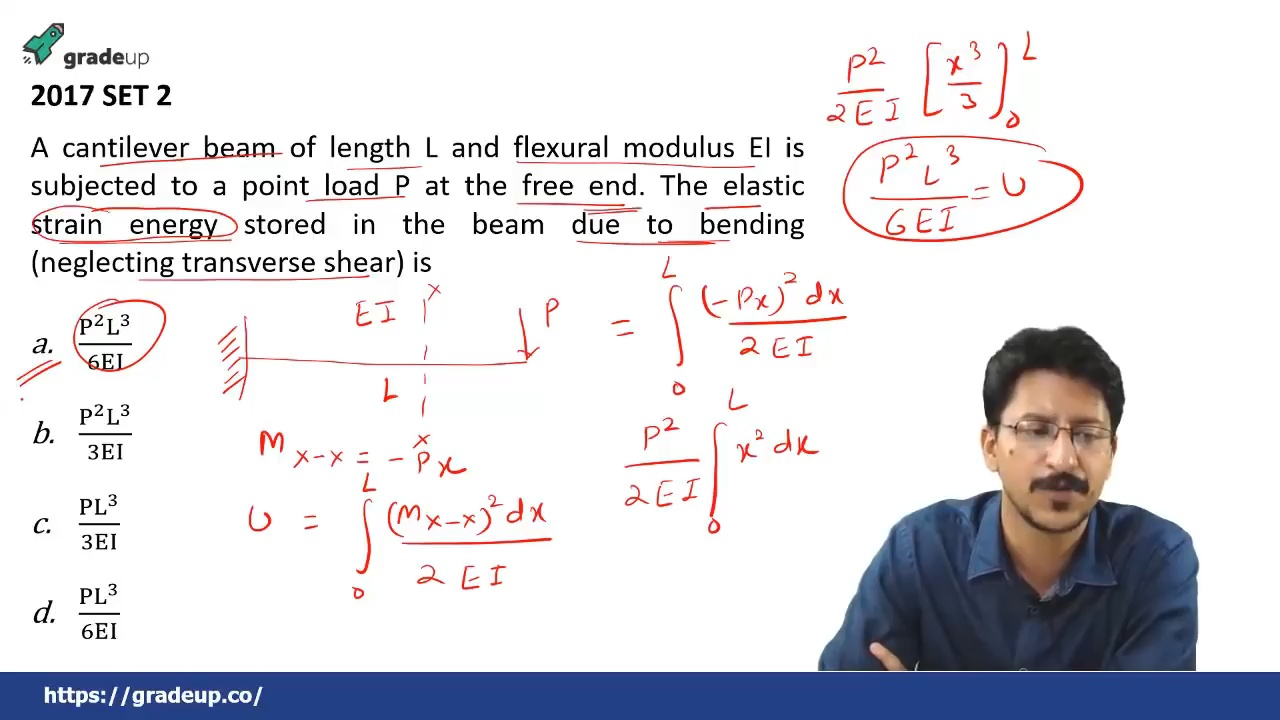 gradeup
2017 SET 2
A cantilever beam of length L and flexural modulus EI is
subjected to a point load P at the free end. The elastic
strain energy stored in the beam due to bending
(neglecting transverse shear) is
a. P²L³/6EI
b. P²L³/3EI
c. PL³/3EI
d. PL³/6EI
EI
x
P
L
x
M x-x = -Px
U = ∫₀ᴸ (M x-x)² dx / 2EI
= ∫₀ᴸ (-Px)² dx / 2EI
P²/2EI ∫₀ᴸ x² dx
P²/2EI [x³/3]₀ᴸ
P²L³/6EI = U
https://gradeup.co/